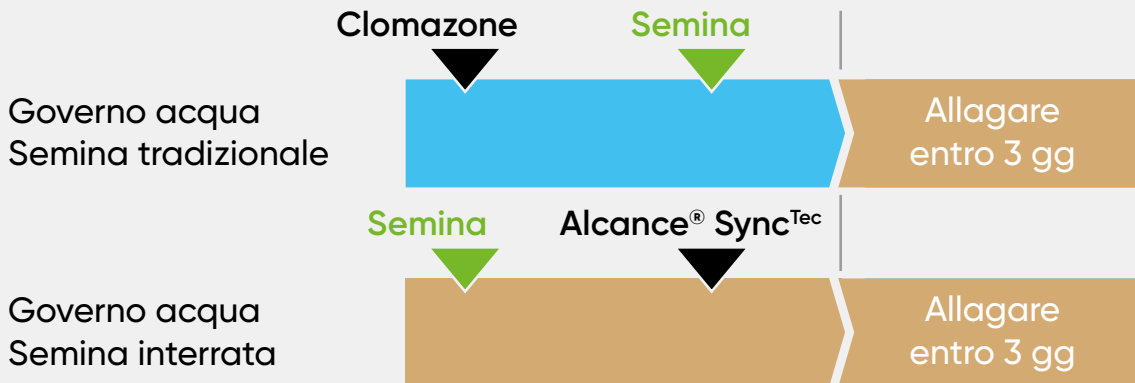 Clomazone Semina
Governo acqua
Semina tradizionale
Allagare
entro 3 gg
Semina Alcance® SyncTec
Governo acqua
Semina interrata
Allagare
entro 3 gg